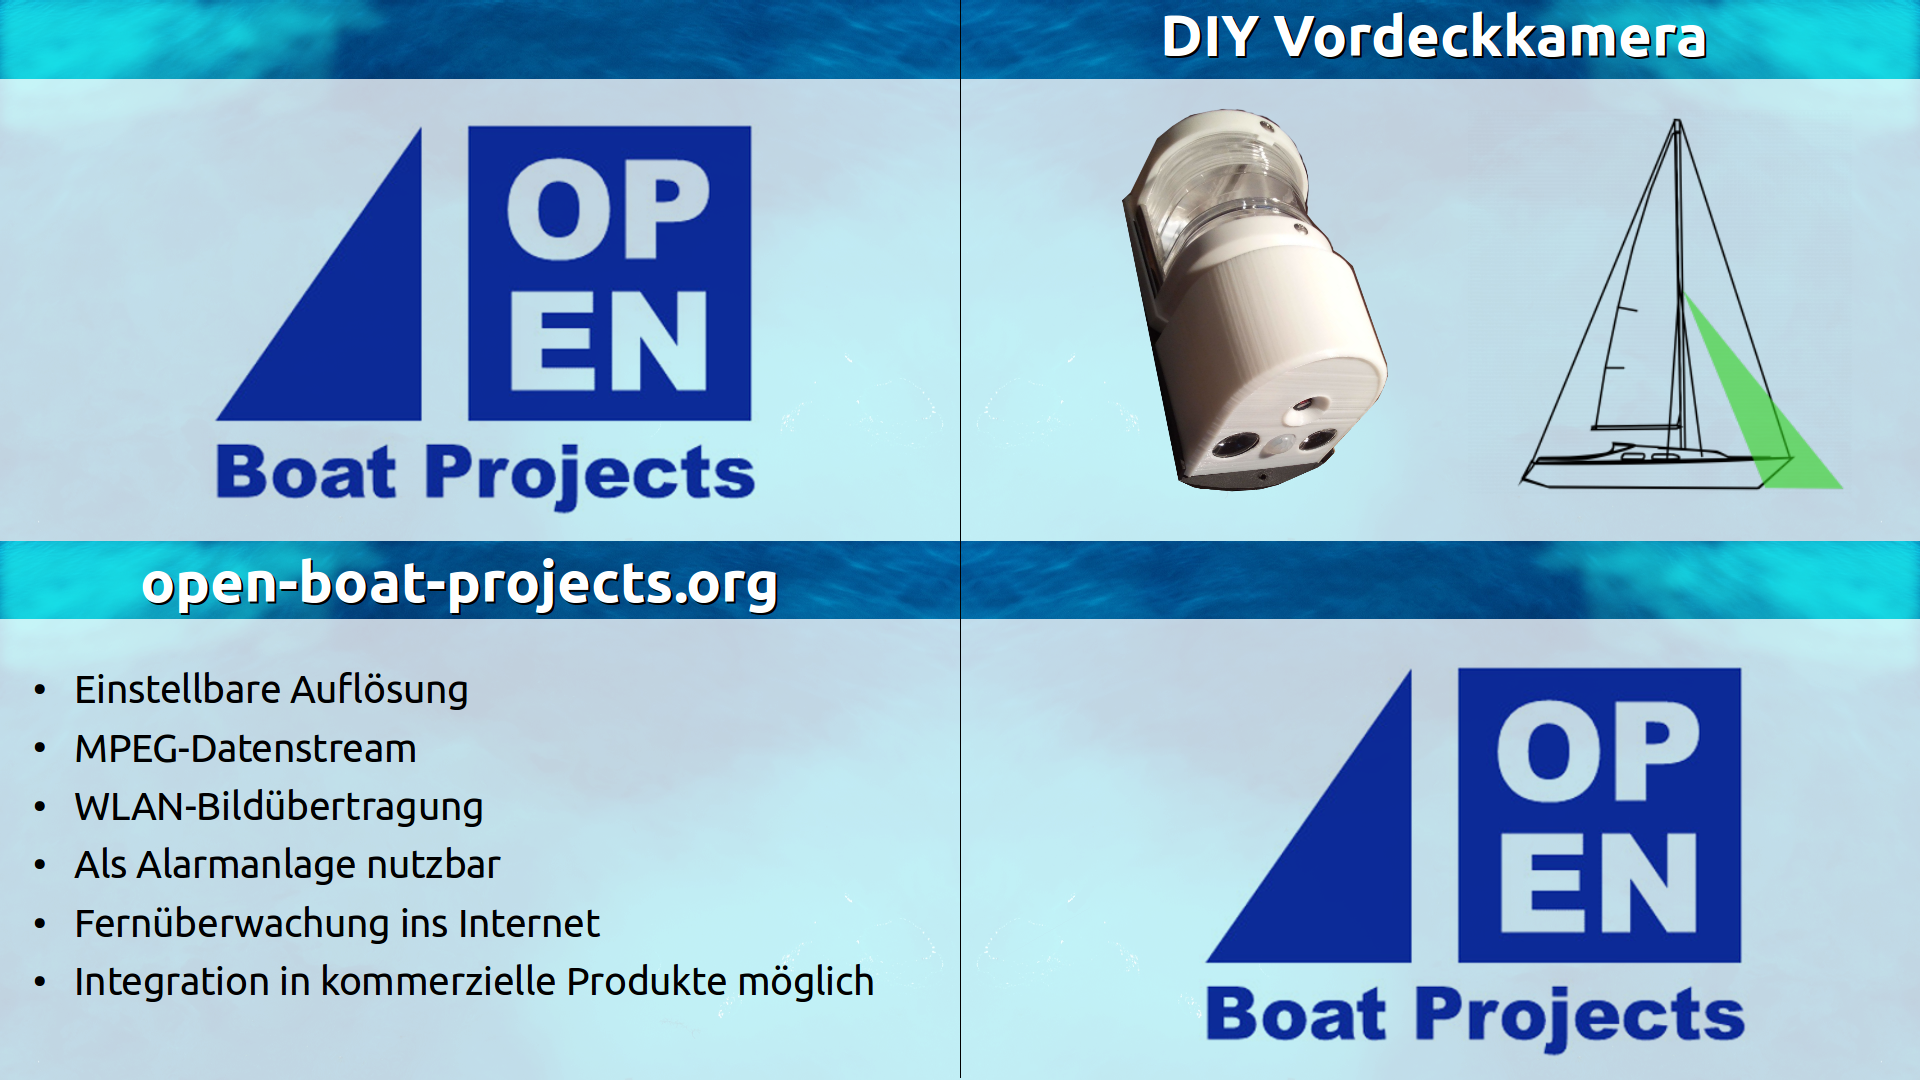 OP
EN
Boat Projects
DIY Vordeckkamera
open-boat-projects.org
• Einstellbare Auflösung
• MPEG-Datenstream
• WLAN-Bildübertragung
• Als Alarmanlage nutzbar
• Fernüberwachung ins Internet
• Integration in kommerzielle Produkte möglich
OP
EN
Boat Projects